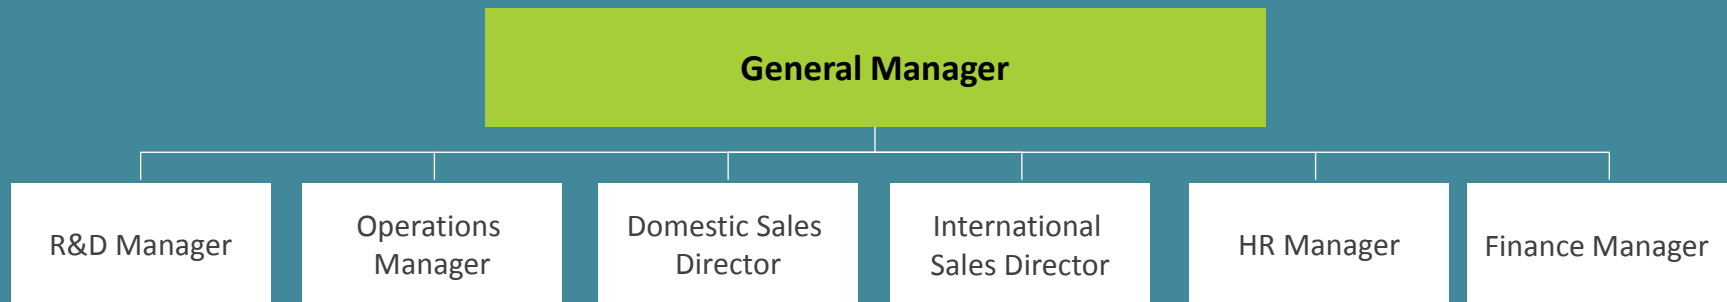 General Manager
R&D Manager
Operations
Manager
Domestic Sales
Director
International
Sales Director
HR Manager
Finance Manager